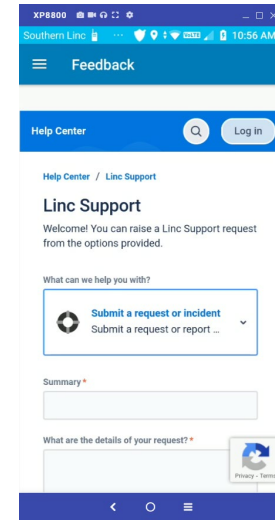 XP8800
Southern Linc
10:56 AM
Feedback
Help Center
Log in
Help Center / Linc Support
Linc Support
Welcome! You can raise a Linc Support request
from the options provided.
What can we help you with?
Submit a request or incident
Submit a request or report ...
Summary *
What are the details of your request? *
Privacy - Terms